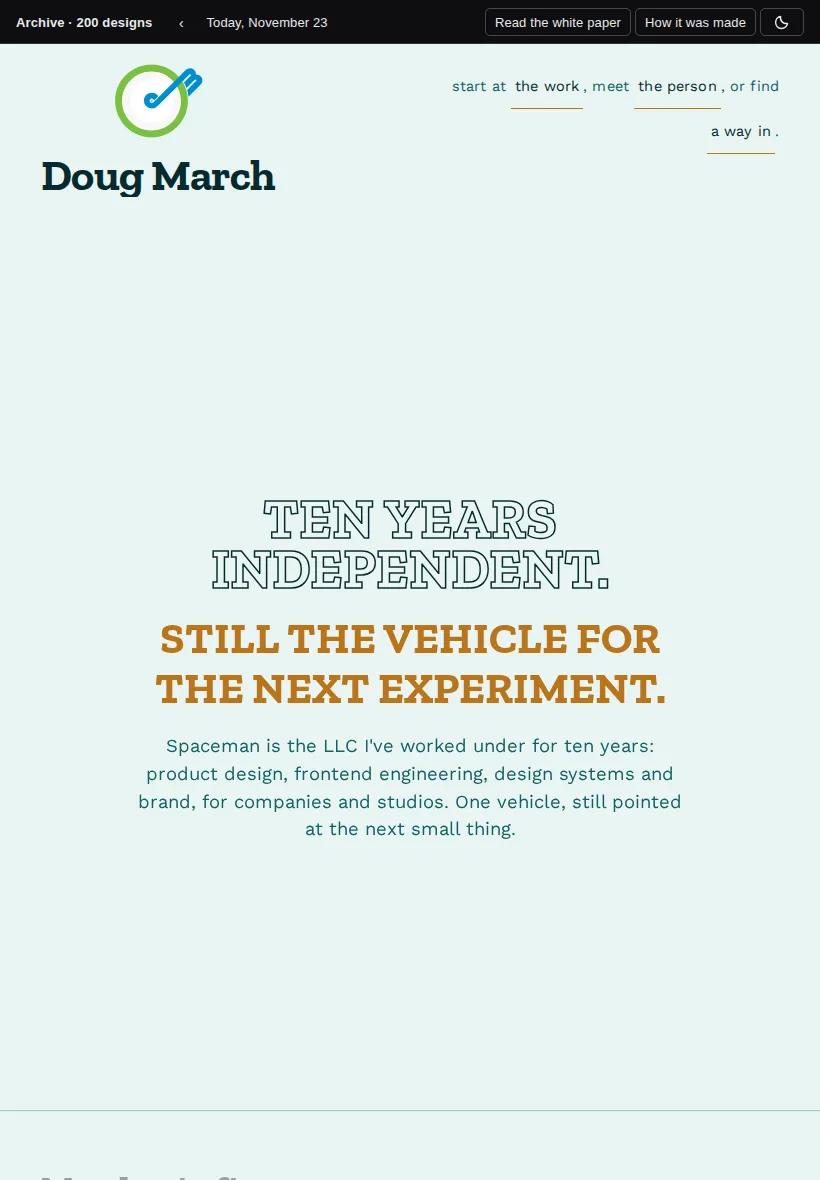 Archive · 200 designs ‹ Today, November 23 Read the white paper How it was made
start at the work, meet the person, or find
a way in.
Doug March
TEN YEARS
INDEPENDENT.
STILL THE VEHICLE FOR
THE NEXT EXPERIMENT.
Spaceman is the LLC I've worked under for ten years:
product design, frontend engineering, design systems and
brand, for companies and studios. One vehicle, still pointed
at the next small thing.